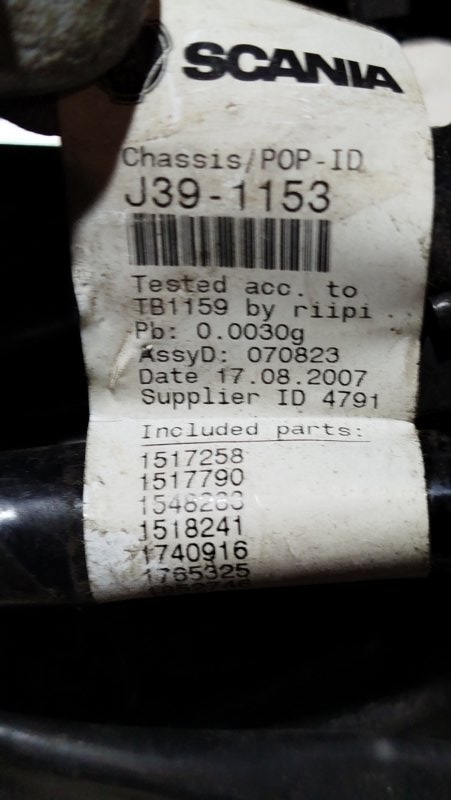 SCANIA
Chassis/POP-ID
J39-1153
Tested acc. to
TB1159 by riipi ..
Pb: 0.0030g
AssyD: 070823
Date 17.08.2007
Supplier ID 4791
Included parts:
1517258
1517790
1518241
1740916
1765325